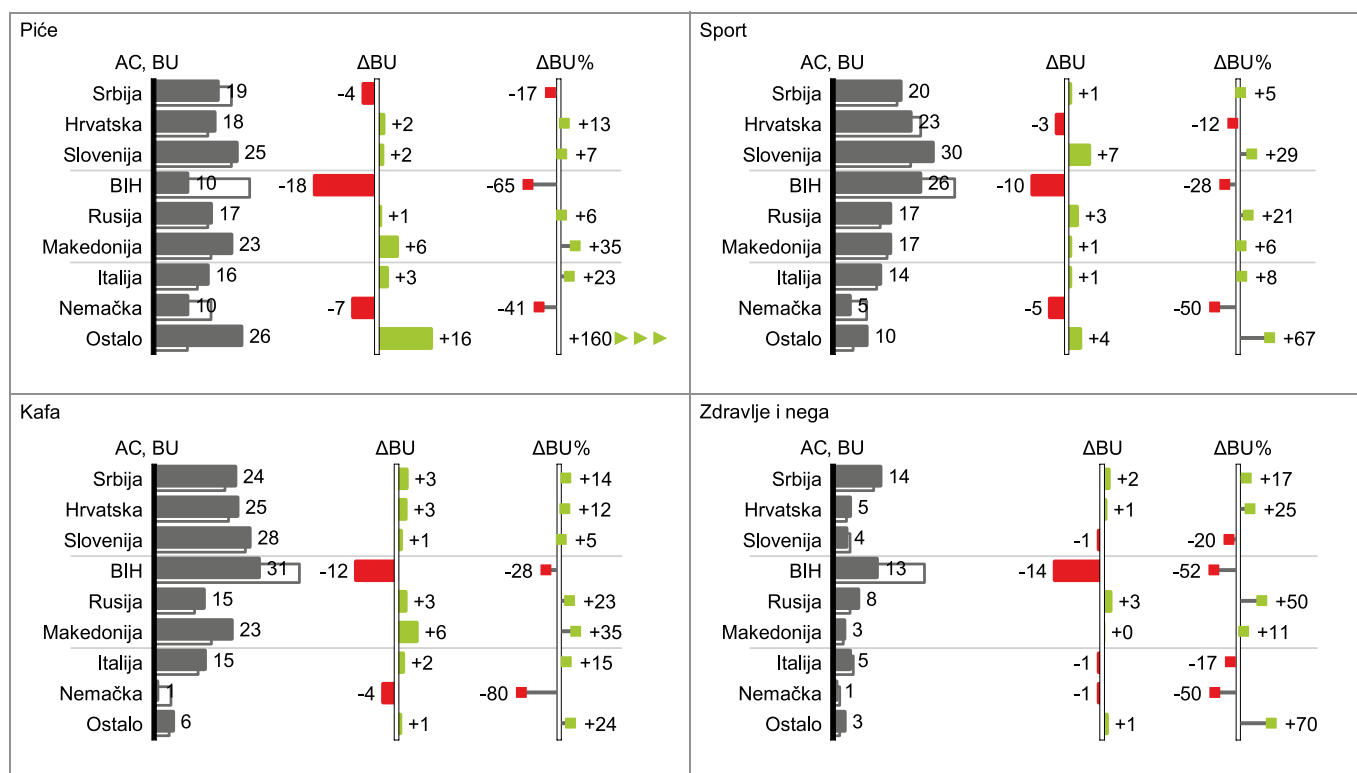 Piće
AC, BU ΔBU ΔBU%
Srbija 19 -4 -17
Hrvatska 18 +2 +13
Slovenija 25 +2 +7
BIH 10 -18 -65
Rusija 17 +1 +6
Makedonija 23 +6 +35
Italija 16 +3 +23
Nemačka 10 -7 -41
Ostalo 26 +16 +160
Sport
AC, BU ΔBU ΔBU%
Srbija 20 +1 +5
Hrvatska 23 -3 -12
Slovenija 30 +7 +29
BIH 26 -10 -28
Rusija 17 +3 +21
Makedonija 17 +1 +6
Italija 14 +1 +8
Nemačka 5 -5 -50
Ostalo 10 +4 +67
Kafa
AC, BU ΔBU ΔBU%
Srbija 24 +3 +14
Hrvatska 25 +3 +12
Slovenija 28 +1 +5
BIH 31 -12 -28
Rusija 15 +3 +23
Makedonija 23 +6 +35
Italija 15 +2 +15
Nemačka 1 -4 -80
Ostalo 6 +1 +24
Zdravlje i nega
AC, BU ΔBU ΔBU%
Srbija 14 +2 +17
Hrvatska 5 +1 +25
Slovenija 4 -1 -20
BIH 13 -14 -52
Rusija 8 +3 +50
Makedonija 3 +0 +11
Italija 5 -1 -17
Nemačka 1 -1 -50
Ostalo 3 +1 +70